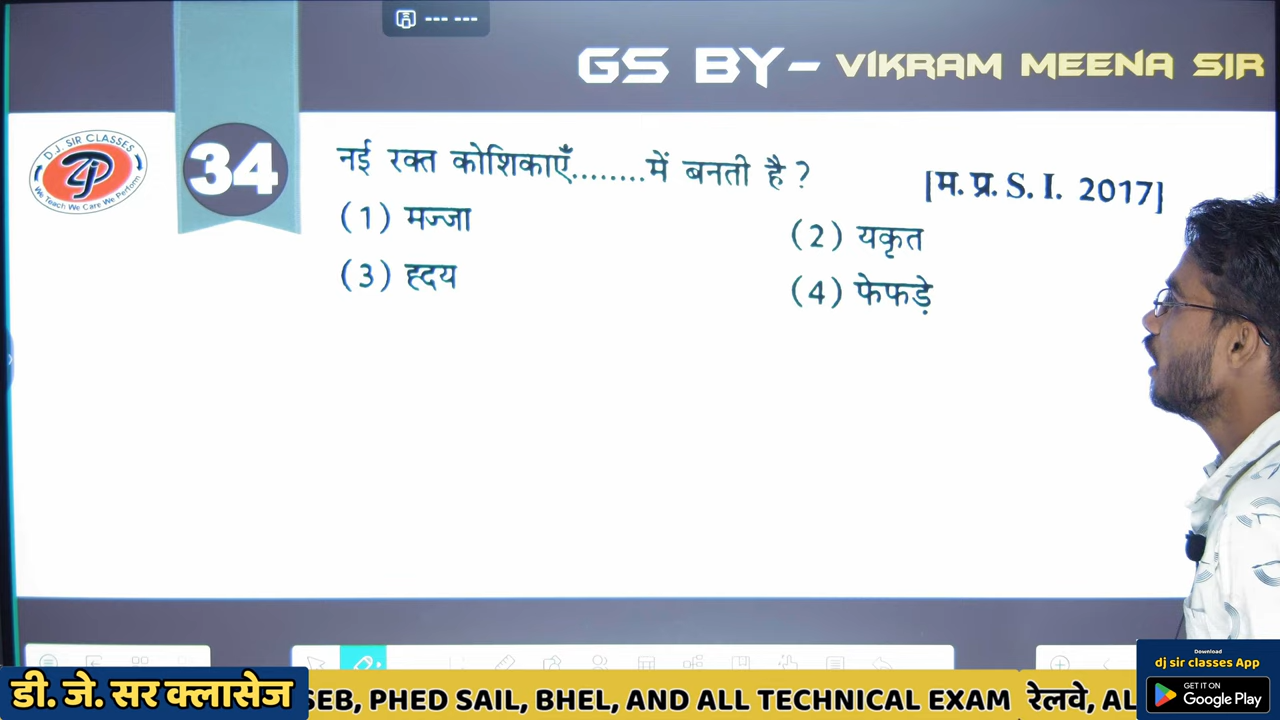 --- ---
GS BY- VIKRAM MEENA SIR
D.J. SIR CLASSES
We Teach We Care We Perform
34
नई रक्त कोशिकाएँ........में बनती है ?
[म. प्र. S. I. 2017]
(1) मज्जा
(2) यकृत
(3) ह्दय
(4) फेफड़े
डी. जे. सर क्लासेज
SEB, PHED SAIL, BHEL, AND ALL TECHNICAL EXAM रेलवे, AL
Download
dj sir classes App
GET IT ON
Google Play